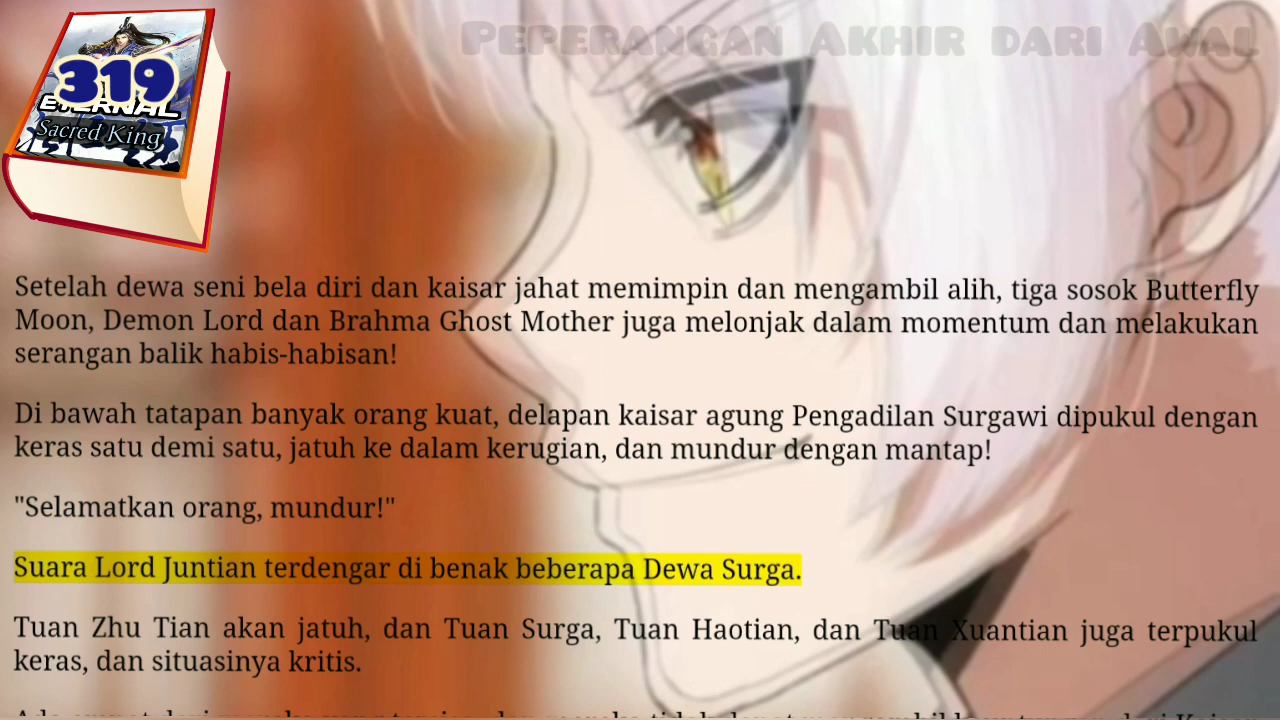 Peperangan akhir dari Awal
319
ETERNAL
Sacred King
Setelah dewa seni bela diri dan kaisar jahat memimpin dan mengambil alih, tiga sosok Butterfly
Moon, Demon Lord dan Brahma Ghost Mother juga melonjak dalam momentum dan melakukan
serangan balik habis-habisan!
Di bawah tatapan banyak orang kuat, delapan kaisar agung Pengadilan Surgawi dipukul dengan
keras satu demi satu, jatuh ke dalam kerugian, dan mundur dengan mantap!
"Selamatkan orang, mundur!"
Suara Lord Juntian terdengar di benak beberapa Dewa Surga.
Tuan Zhu Tian akan jatuh, dan Tuan Surga, Tuan Haotian, dan Tuan Xuantian juga terpukul
keras, dan situasinya kritis.